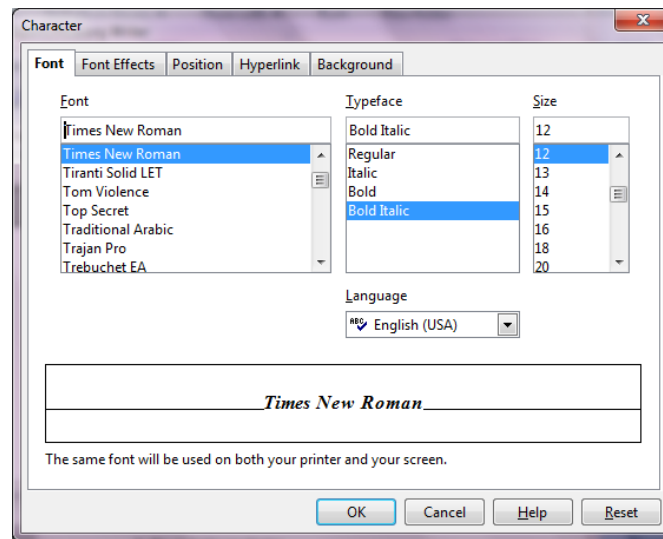 Character
Font
Font Effects
Position
Hyperlink
Background
Font
Typeface
Size
Times New Roman
Bold Italic
12
Times New Roman
Tiranti Solid LET
Tom Violence
Top Secret
Traditional Arabic
Trajan Pro
Trebuchet EA
Regular
Italic
Bold
Bold Italic
12
13
14
15
16
18
20
Language
ABC English (USA)
Times New Roman
The same font will be used on both your printer and your screen.
OK
Cancel
Help
Reset